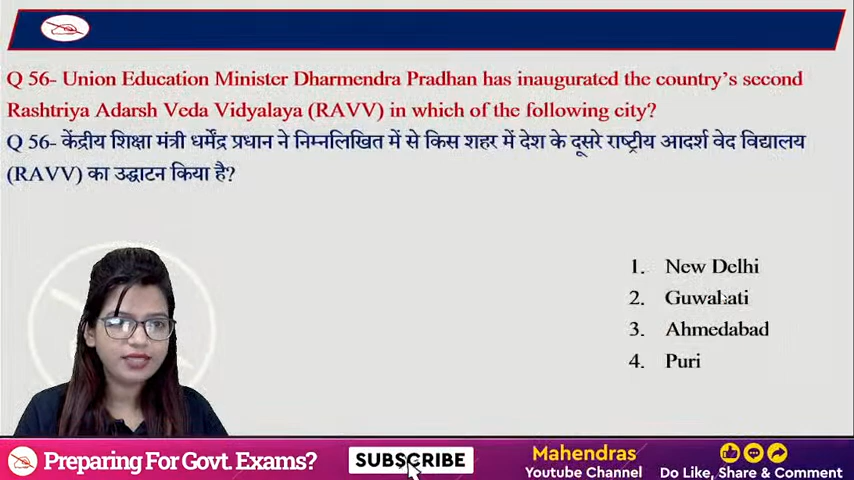 Q 56- Union Education Minister Dharmendra Pradhan has inaugurated the country's second
Rashtriya Adarsh Veda Vidyalaya (RAVV) in which of the following city?
Q 56- केंद्रीय शिक्षा मंत्री धर्मेंद्र प्रधान ने निम्नलिखित में से किस शहर में देश के दूसरे राष्ट्रीय आदर्श वेद विद्यालय
(RAVV) का उद्घाटन किया है?
1. New Delhi
2. Guwahati
3. Ahmedabad
4. Puri
Preparing For Govt. Exams?
SUBSCRIBE
Mahendras
Youtube Channel
Do Like, Share & Comment